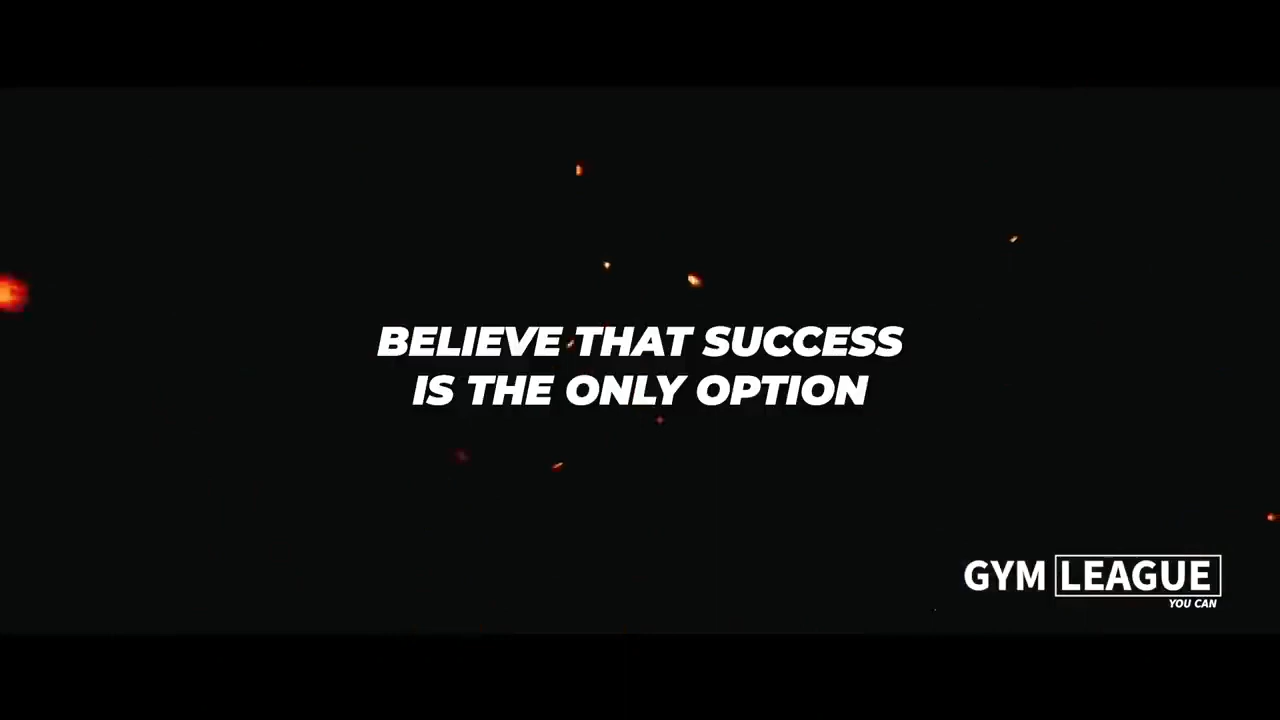 BELIEVE THAT SUCCESS
IS THE ONLY OPTION
GYM LEAGUE
YOU CAN